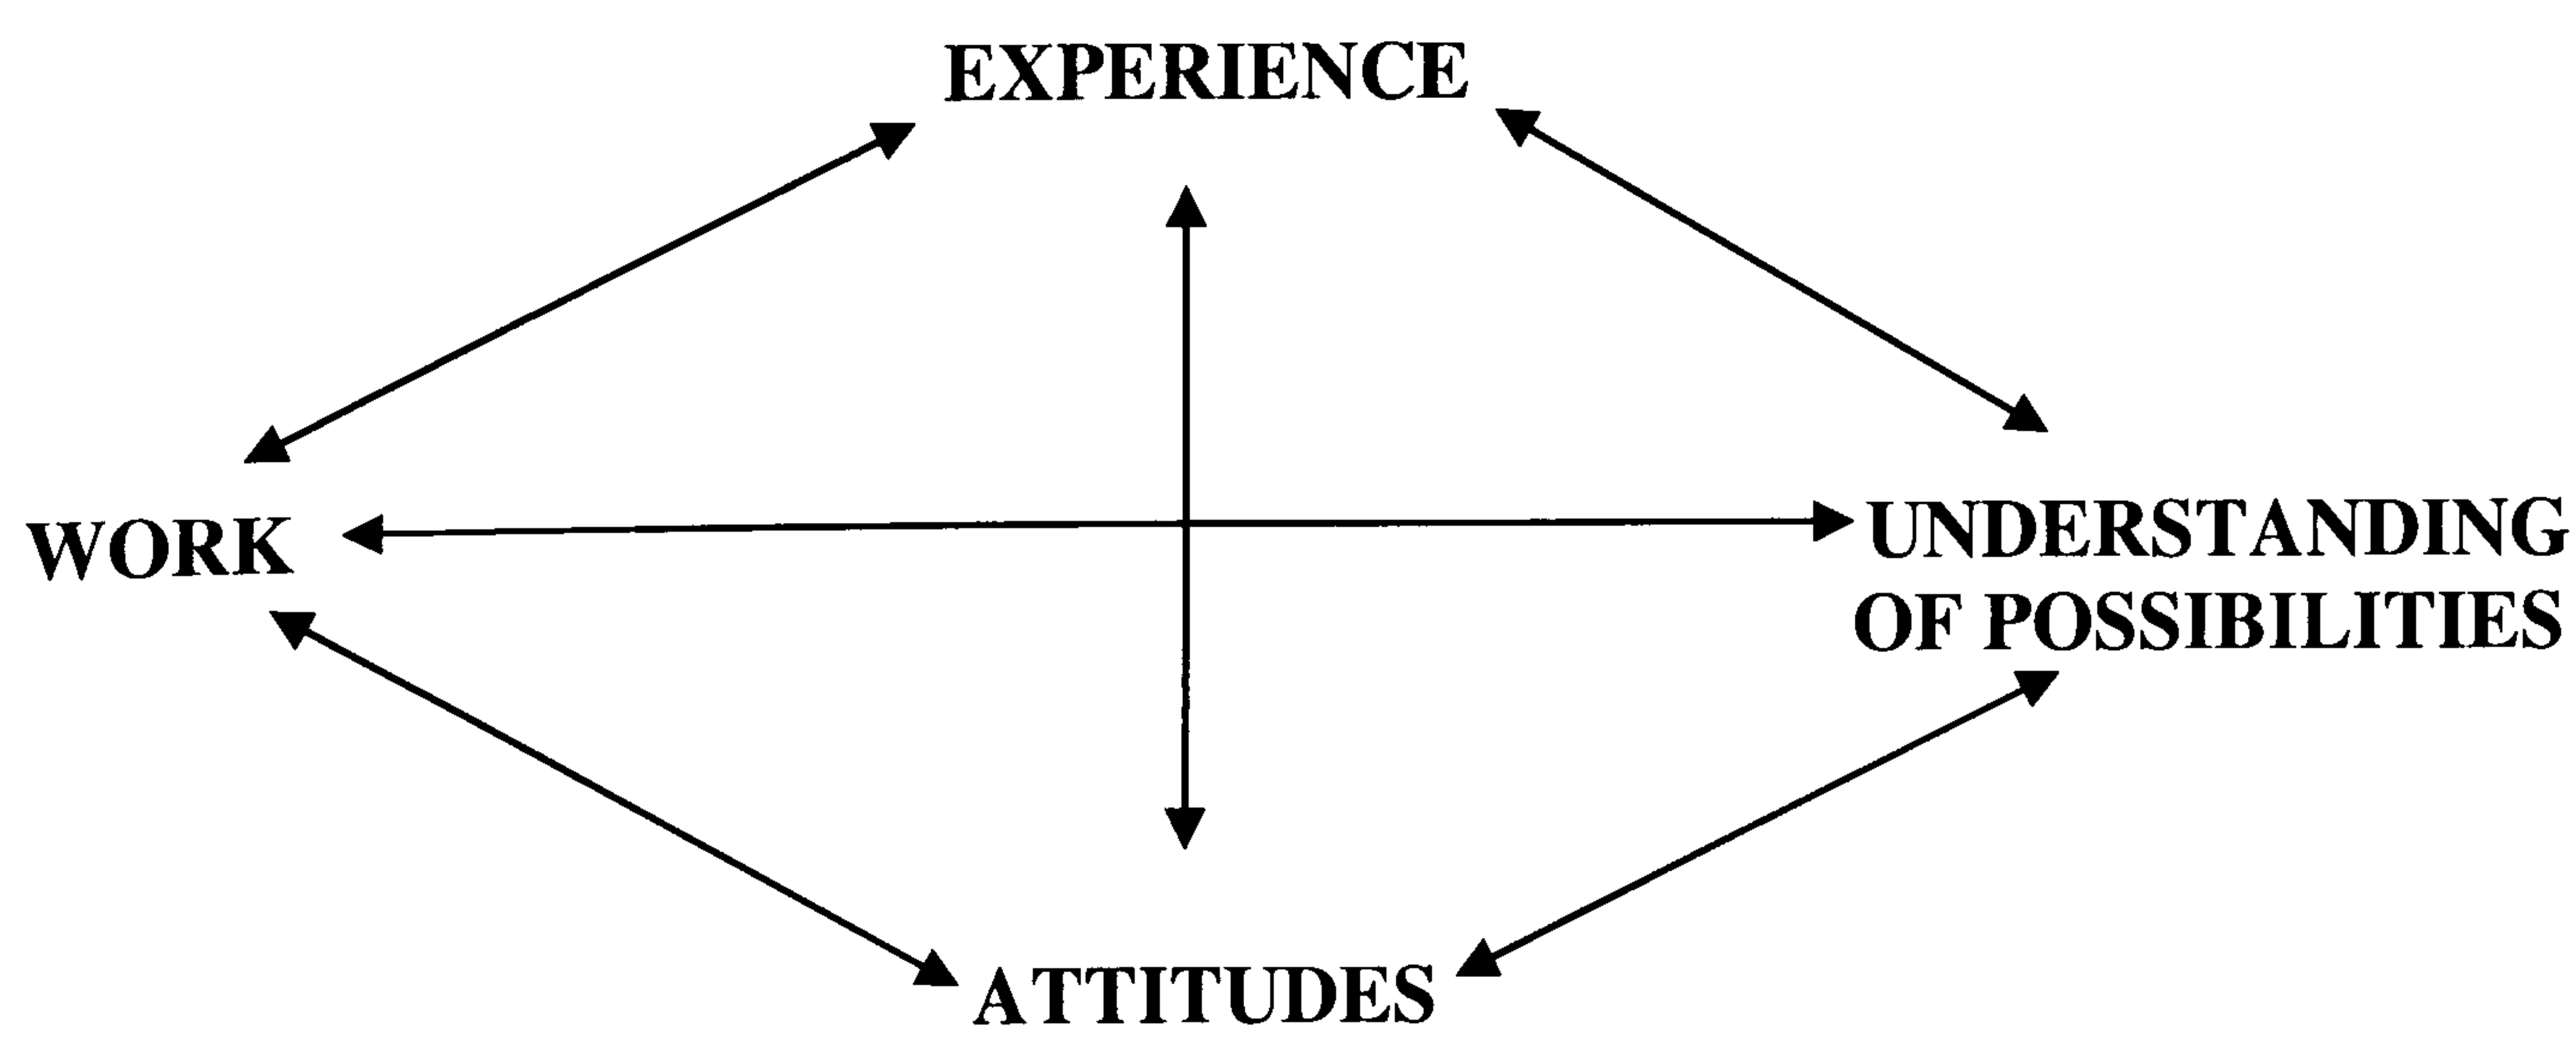 EXPERIENCE
WORK
UNDERSTANDING
OF POSSIBILITIES
ATTITUDES